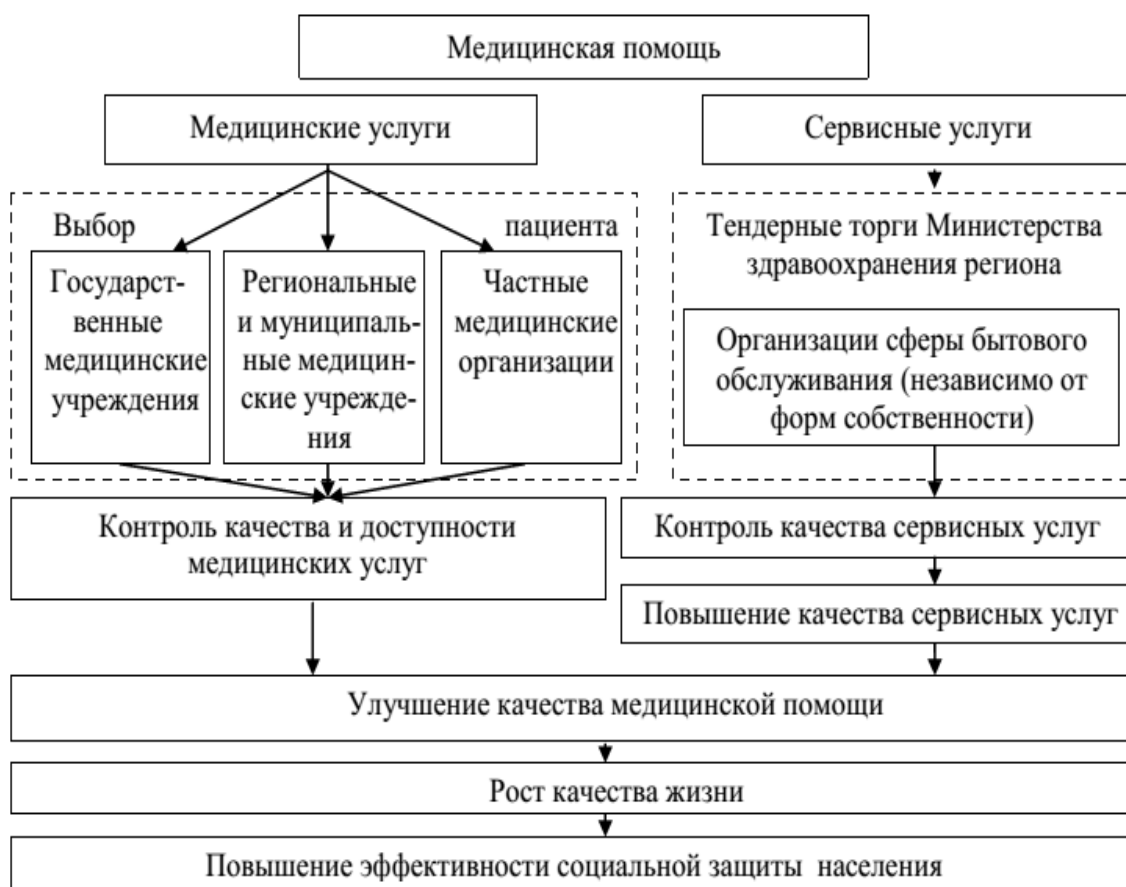 Медицинская помощь
Медицинские услуги
Сервисные услуги
Выбор пациента
Государст-
венные
медицинские
учреждения
Региональные
и муниципаль-
ные медицин-
ские учрежде-
ния
Частные
медицинские
организации
Тендерные торги Министерства
здравоохранения региона
Организации сферы бытового
обслуживания (независимо от
форм собственности)
Контроль качества и доступности
медицинских услуг
Контроль качества сервисных услуг
Повышение качества сервисных услуг
Улучшение качества медицинской помощи
Рост качества жизни
Повышение эффективности социальной защиты населения